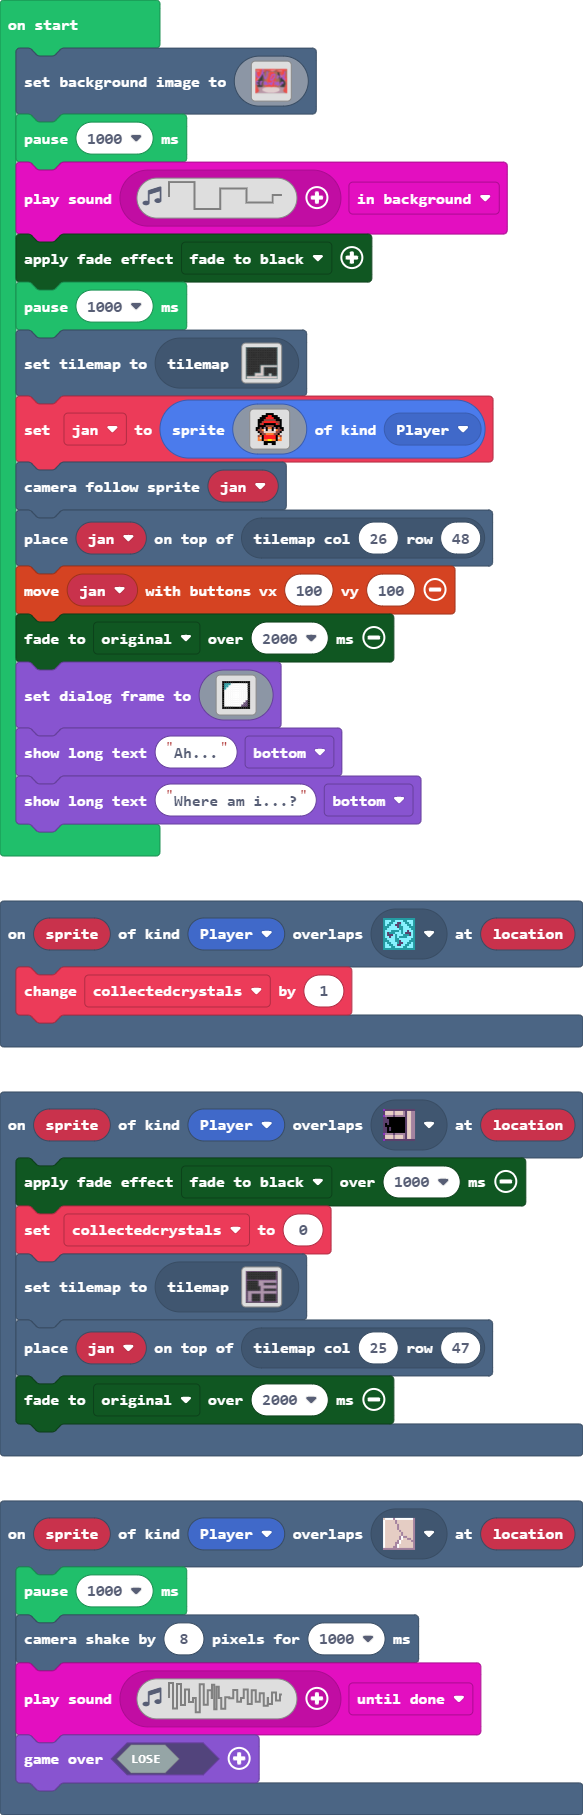 on start
set background image to
pause 1000 ms
play sound in background
apply fade effect fade to black
pause 1000 ms
set tilemap to tilemap
set jan to sprite of kind Player
camera follow sprite jan
place jan on top of tilemap col 26 row 48
move jan with buttons vx 100 vy 100
fade to original over 2000 ms
set dialog frame to
show long text "Ah..." bottom
show long text "Where am i...?" bottom
on sprite of kind Player overlaps at location
change collectedcrystals by 1
on sprite of kind Player overlaps at location
apply fade effect fade to black over 1000 ms
set collectedcrystals to 0
set tilemap to tilemap
place jan on top of tilemap col 25 row 47
fade to original over 2000 ms
on sprite of kind Player overlaps at location
pause 1000 ms
camera shake by 8 pixels for 1000 ms
play sound until done
game over LOSE